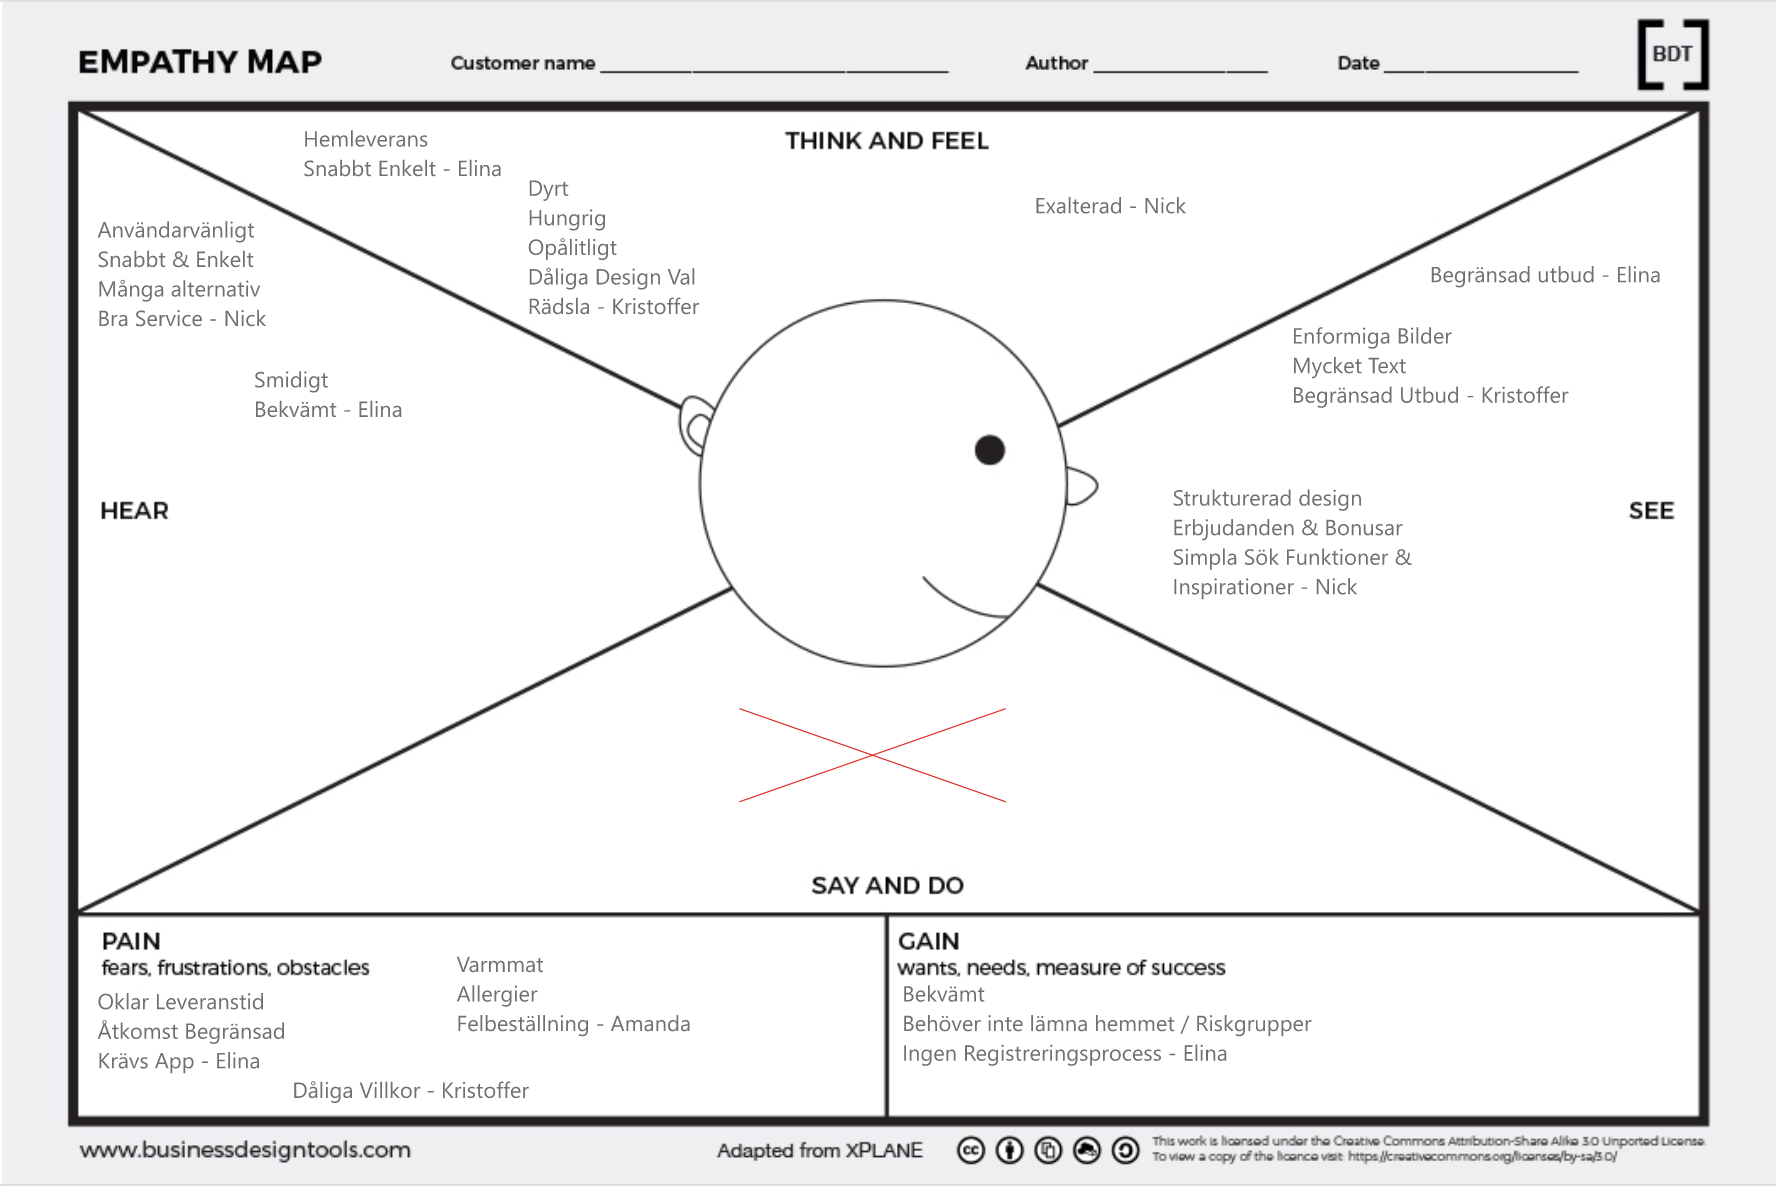 EMPATHY MAP
Customer name
Author
Date
BDT
THINK AND FEEL
Hemleverans
Snabbt Enkelt - Elina
Dyrt
Hungrig
Opålitligt
Dåliga Design Val
Rädsla - Kristoffer
Exalterad - Nick
Användarvänligt
Snabbt & Enkelt
Många alternativ
Bra Service - Nick
Smidigt
Bekvämt - Elina
HEAR
Begränsad utbud - Elina
Enformiga Bilder
Mycket Text
Begränsad Utbud - Kristoffer
Strukturerad design
Erbjudanden & Bonusar
Simpla Sök Funktioner &
Inspirationer - Nick
SEE
SAY AND DO
PAIN
fears, frustrations, obstacles
Oklar Leveranstid
Åtkomst Begränsad
Krävs App - Elina
Varmmat
Allergier
Felbeställning - Amanda
Dåliga Villkor - Kristoffer
GAIN
wants, needs, measure of success
Bekvämt
Behöver inte lämna hemmet / Riskgrupper
Ingen Registreringsprocess - Elina
www.businessdesigntools.com
Adapted from XPLANE
cc
This work is licensed under the Creative Commons Attribution-Share Alike 3.0 Unported License.
To view a copy of the licence visit: https://creativecommons.org/licenses/by-sa/3.0/